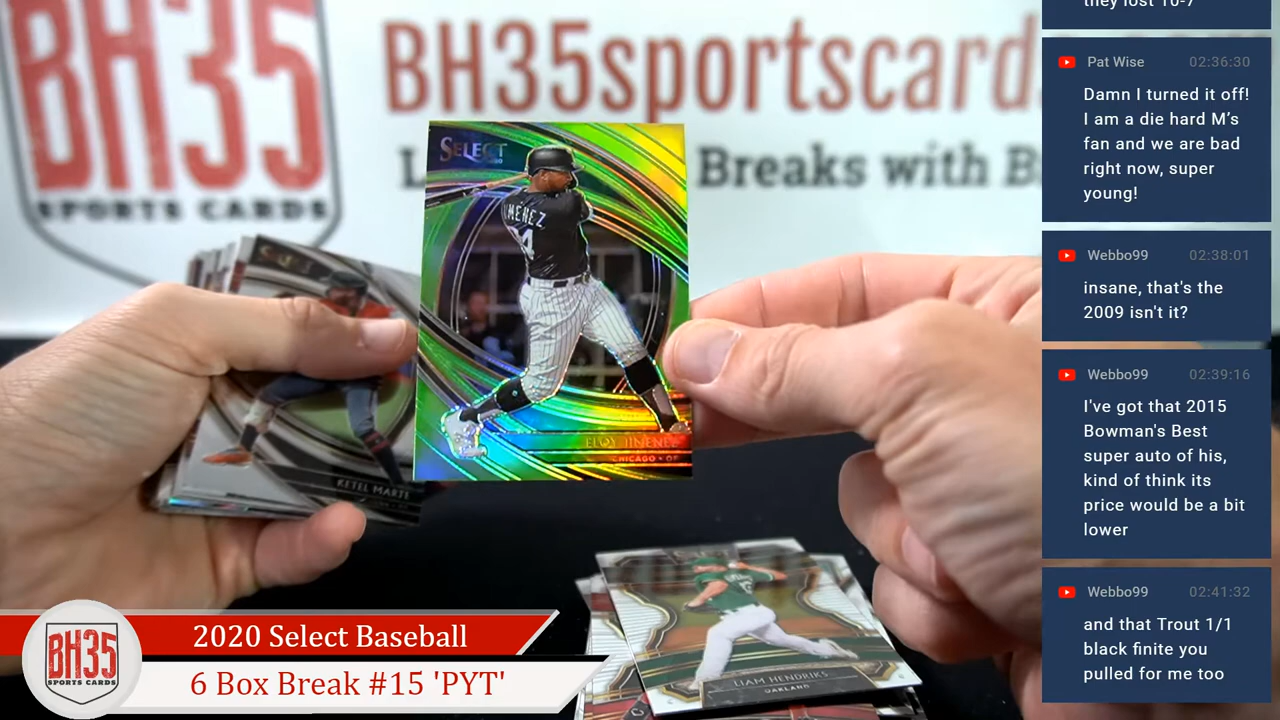 BH35
SPORTS CARDS
BH35sportscard
Breaks with B
SELECT
JIMENEZ
ELOY JIMENEZ
CHICAGO • OF
KETEL MARTE
LIAM HENDRIKS
OAKLAND
BH35
SPORTS CARDS
2020 Select Baseball
6 Box Break #15 'PYT'
they lost 10-7
Pat Wise 02:36:30
Damn I turned it off!
I am a die hard M's
fan and we are bad
right now, super
young!
Webbo99 02:38:01
insane, that's the
2009 isn't it?
Webbo99 02:39:16
I've got that 2015
Bowman's Best
super auto of his,
kind of think its
price would be a bit
lower
Webbo99 02:41:32
and that Trout 1/1
black finite you
pulled for me too